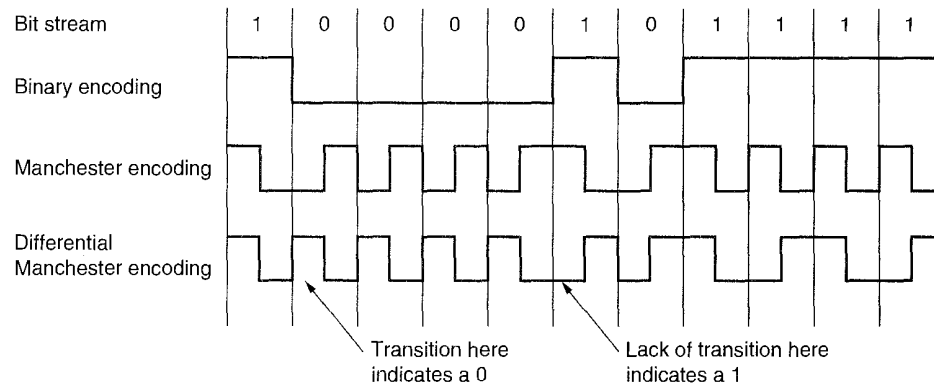 Bit stream 1 0 0 0 0 1 0 1 1 1 1
Binary encoding
Manchester encoding
Differential
Manchester encoding
Transition here
indicates a 0
Lack of transition here
indicates a 1